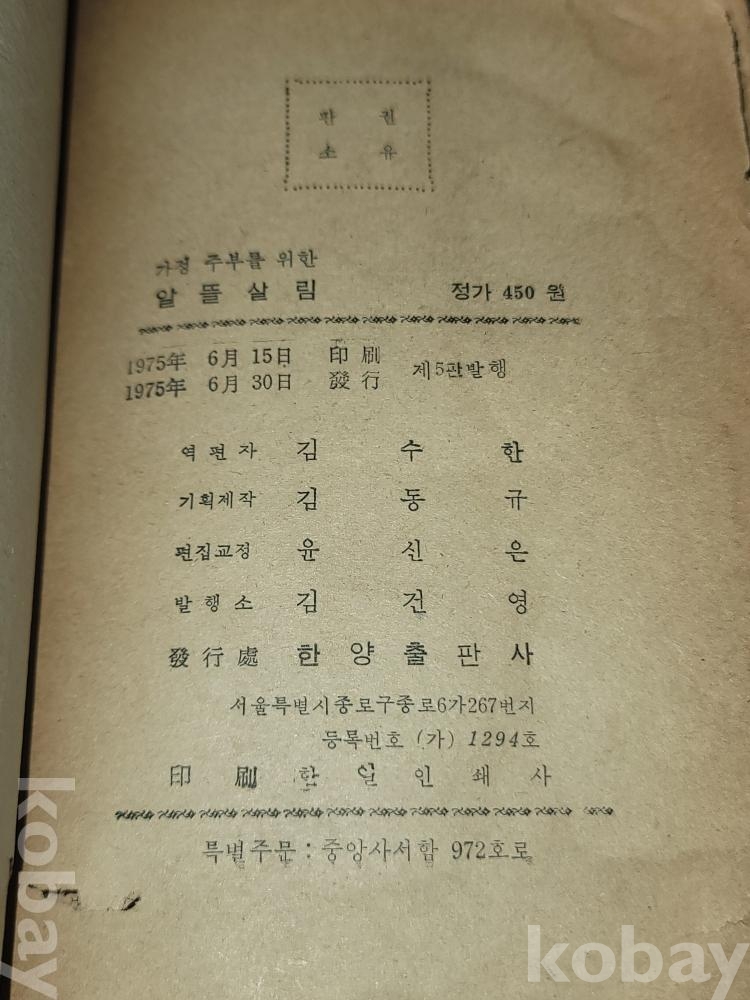 판 권
소 유
가정 주부를 위한
알 뜰 살 림 정가 450 원
1975年 6月 15日 印 刷
1975年 6月 30日 發 行 제5판발행
역 편 자 김 수 한
기획제작 김 동 규
편집교정 윤 신 은
발 행 소 김 건 영
發 行 處 한 양 출 판 사
서울특별시종로구종로6가267번지
등록번호 (가) 1294호
印 刷 한 일 인 쇄 사
특별주문 : 중앙사서함 972호로
kobay
kobay